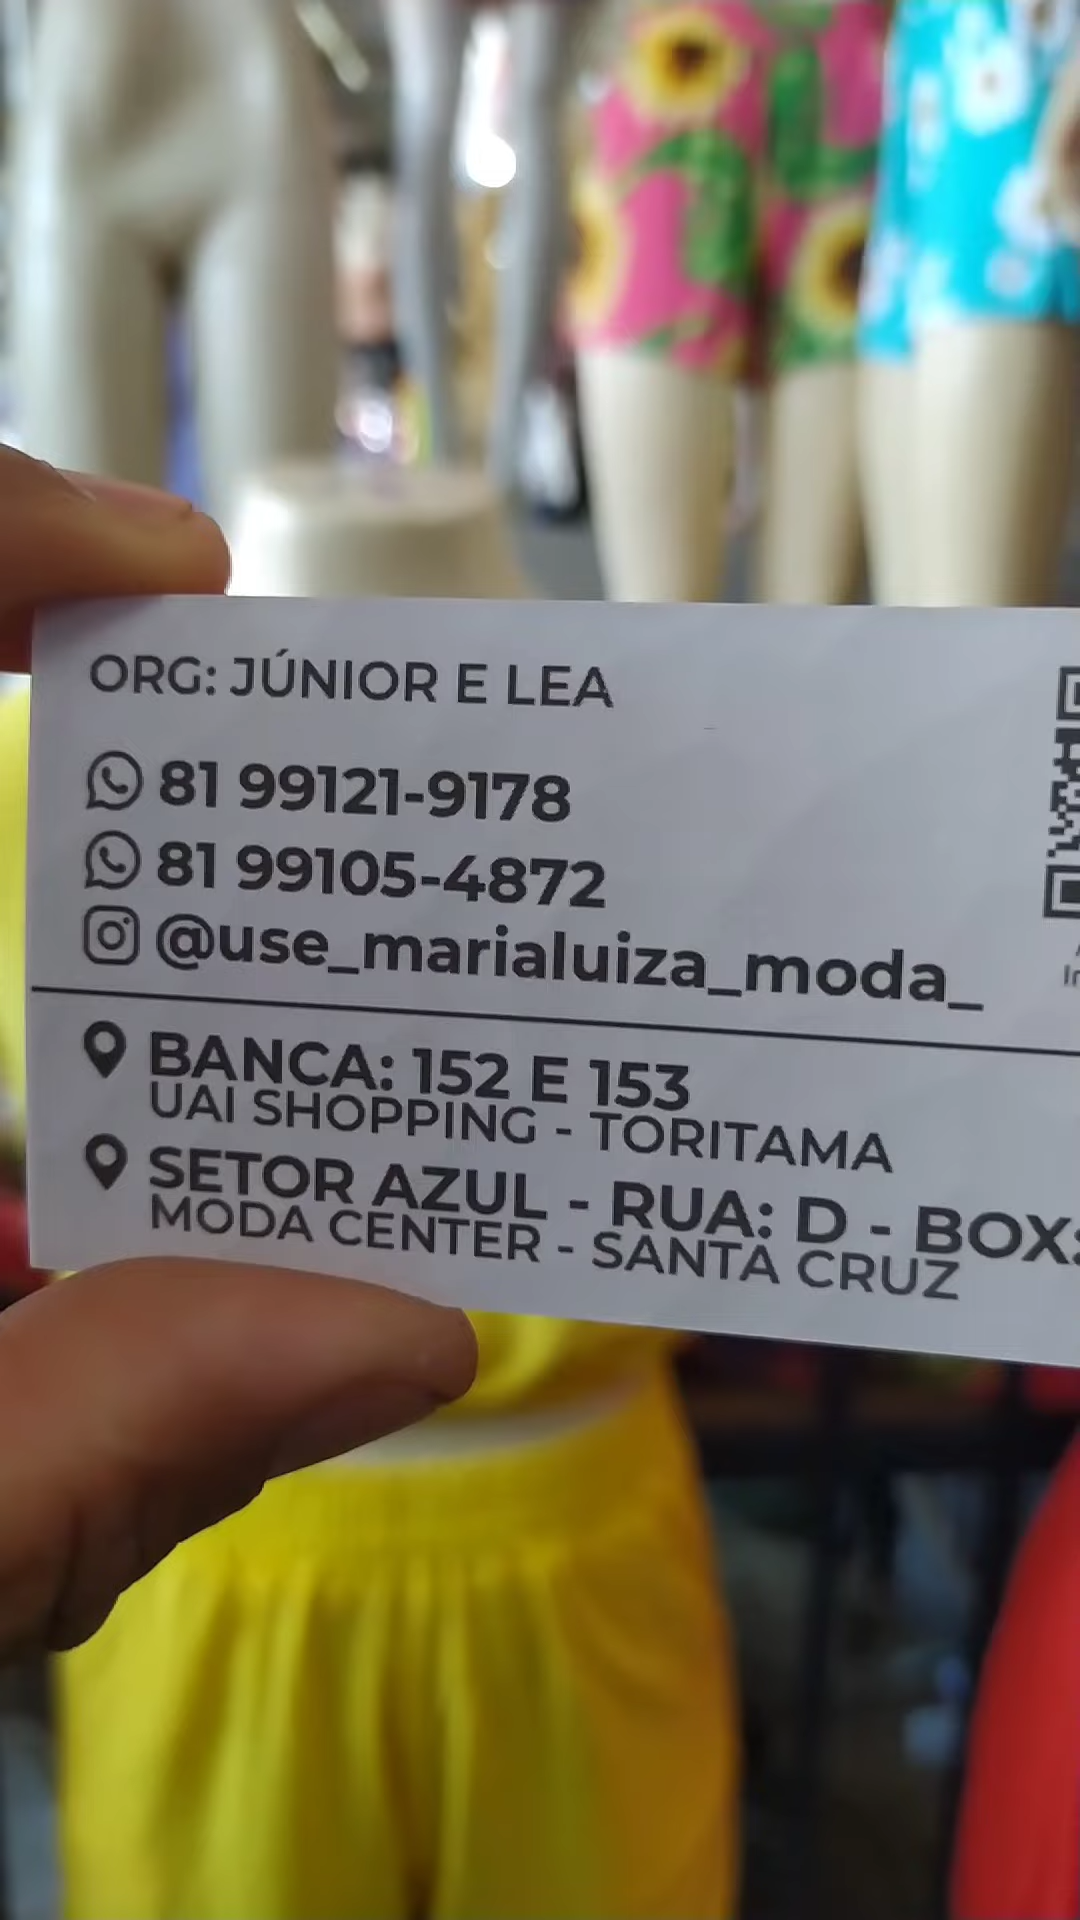 ORG: JÚNIOR E LEA
81 99121-9178
81 99105-4872
@use_marialuiza_moda_
BANCA: 152 E 153
UAI SHOPPING - TORITAMA
SETOR AZUL - RUA: D - BOX:
MODA CENTER - SANTA CRUZ